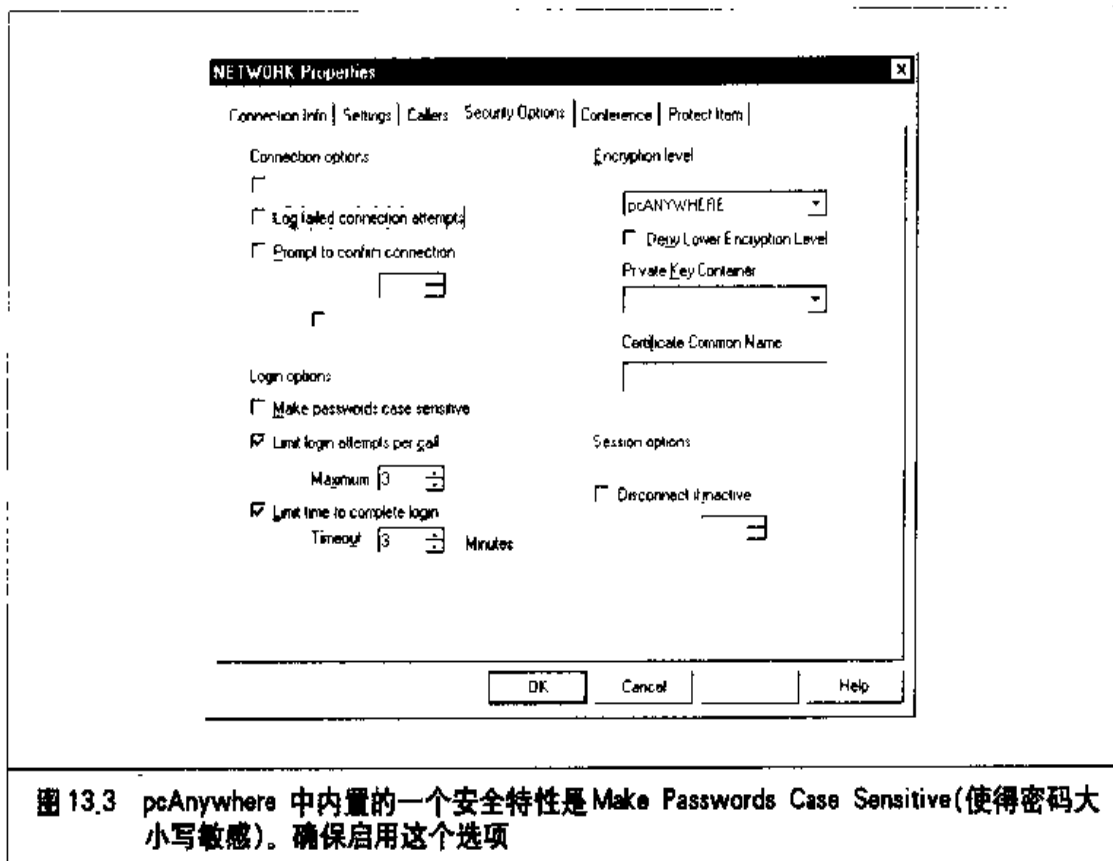 NETWORK Properties
Connection Info Settings Callers Security Options Conference Protect Item
Connection options
Log failed connection attempts
Prompt to confirm connection
Login options
Make passwords case sensitive
Limit login attempts per call
Maximum 3
Limit time to complete login
Timeout 3 Minutes
Encryption level
pcANYWHERE
Deny Lower Encryption Level
Private Key Container
Certificate Common Name
Session options
Disconnect if inactive
OK Cancel Help
图 13.3 pcAnywhere 中内置的一个安全特性是 Make Passwords Case Sensitive(使得密码大
小写敏感)。确保启用这个选项